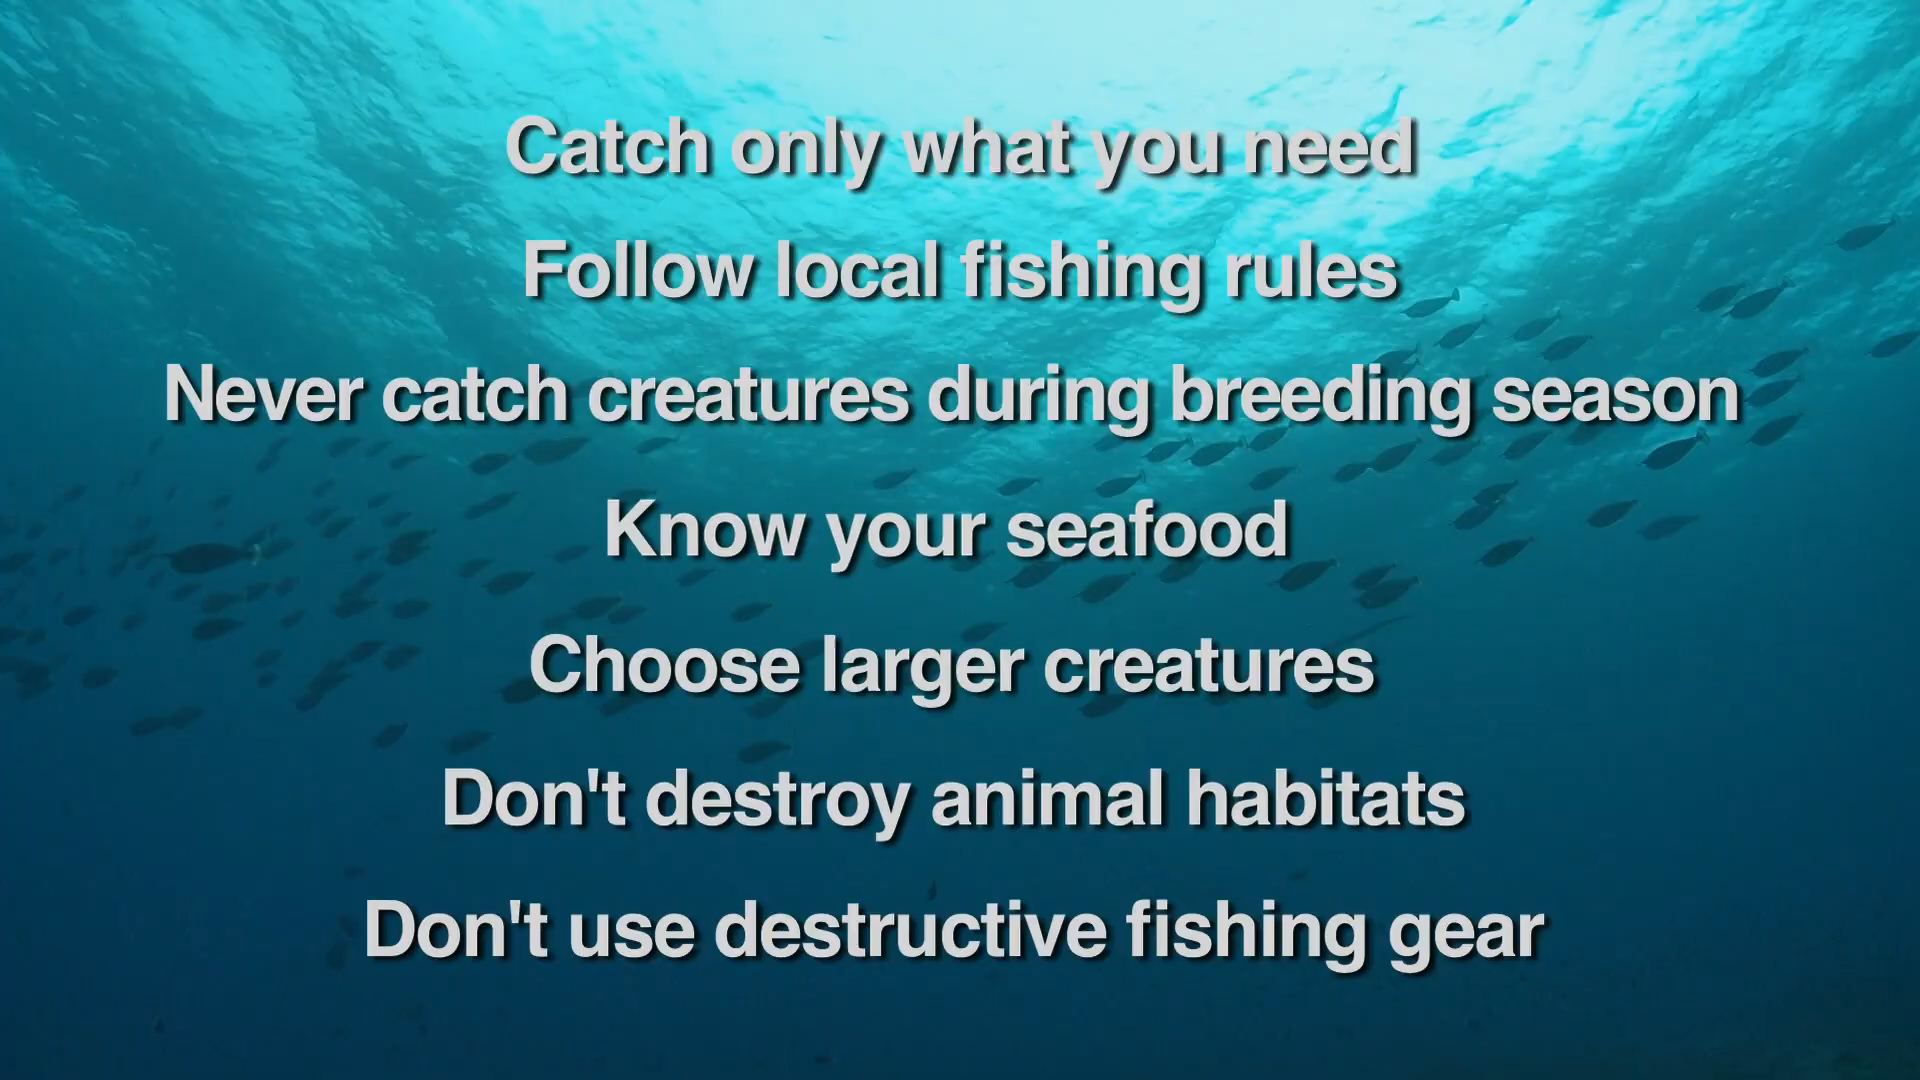 Catch only what you need
Follow local fishing rules
Never catch creatures during breeding season
Know your seafood
Choose larger creatures
Don't destroy animal habitats
Don't use destructive fishing gear